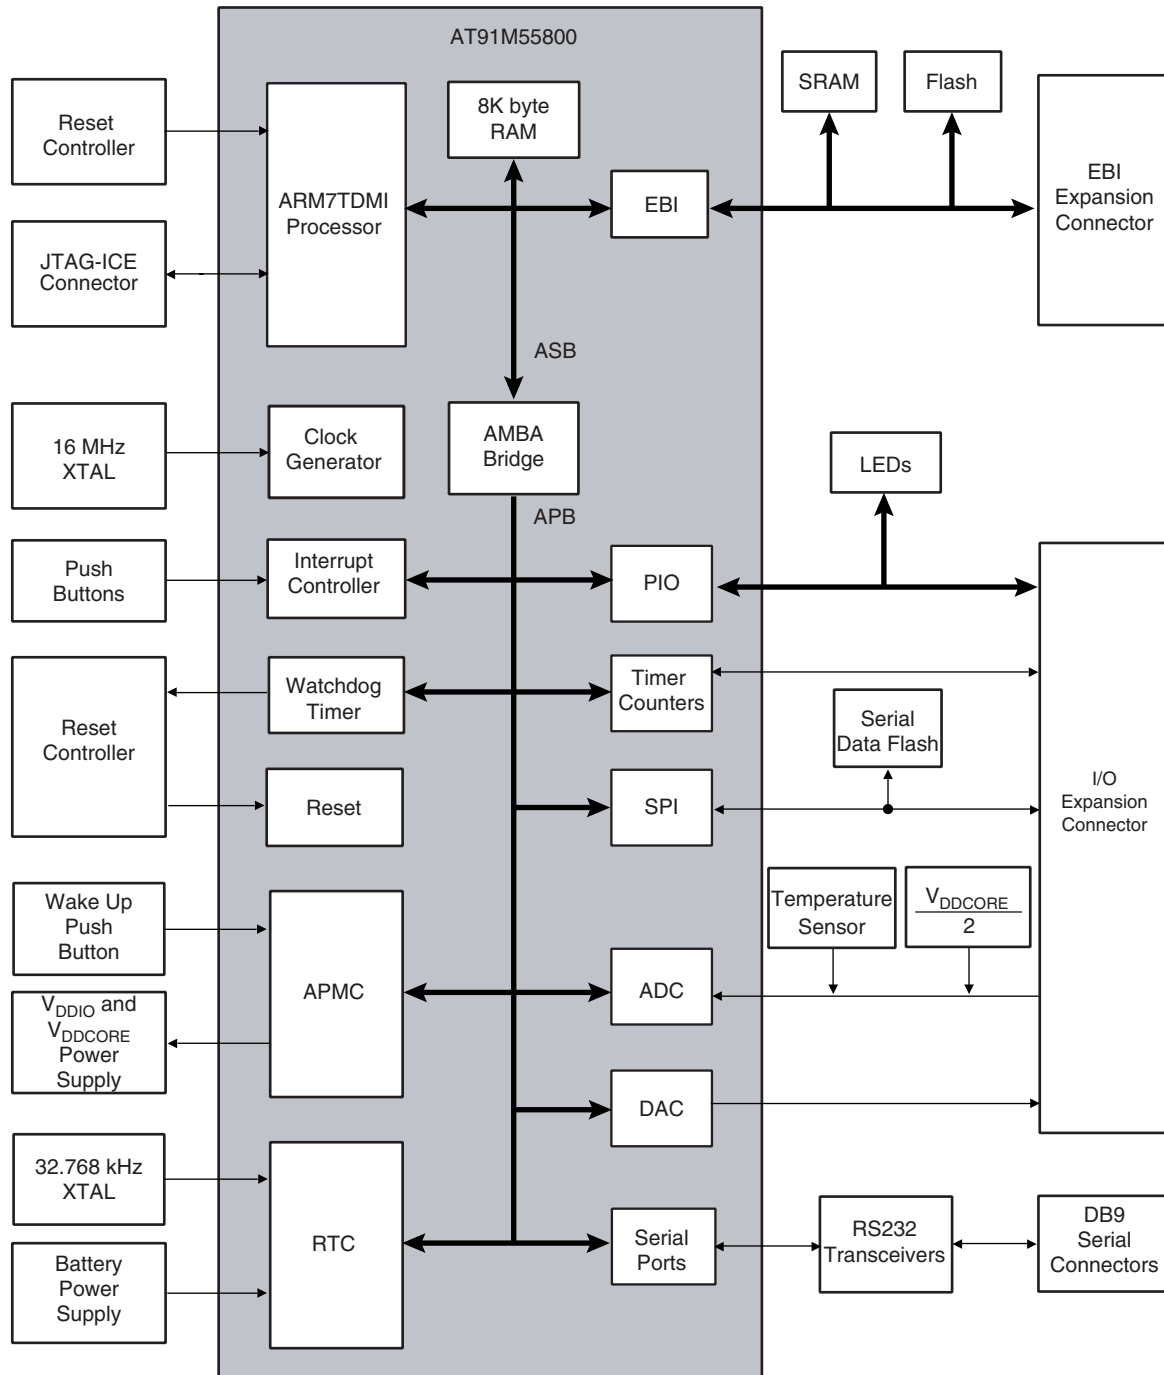 AT91M55800
Reset
Controller
ARM7TDMI
Processor
8K byte
RAM
EBI
SRAM
Flash
EBI
Expansion
Connector
JTAG-ICE
Connector
ASB
16 MHz
XTAL
Clock
Generator
AMBA
Bridge
LEDs
APB
Push
Buttons
Interrupt
Controller
PIO
Reset
Controller
Watchdog
Timer
Timer
Counters
Serial
Data Flash
I/O
Expansion
Connector
Reset
SPI
Wake Up
Push
Button
APMC
ADC
Temperature
Sensor
VDDCORE
2
VDDIO and
VDDCORE
Power
Supply
DAC
32.768 kHz
XTAL
RTC
Serial
Ports
RS232
Transceivers
DB9
Serial
Connectors
Battery
Power
Supply